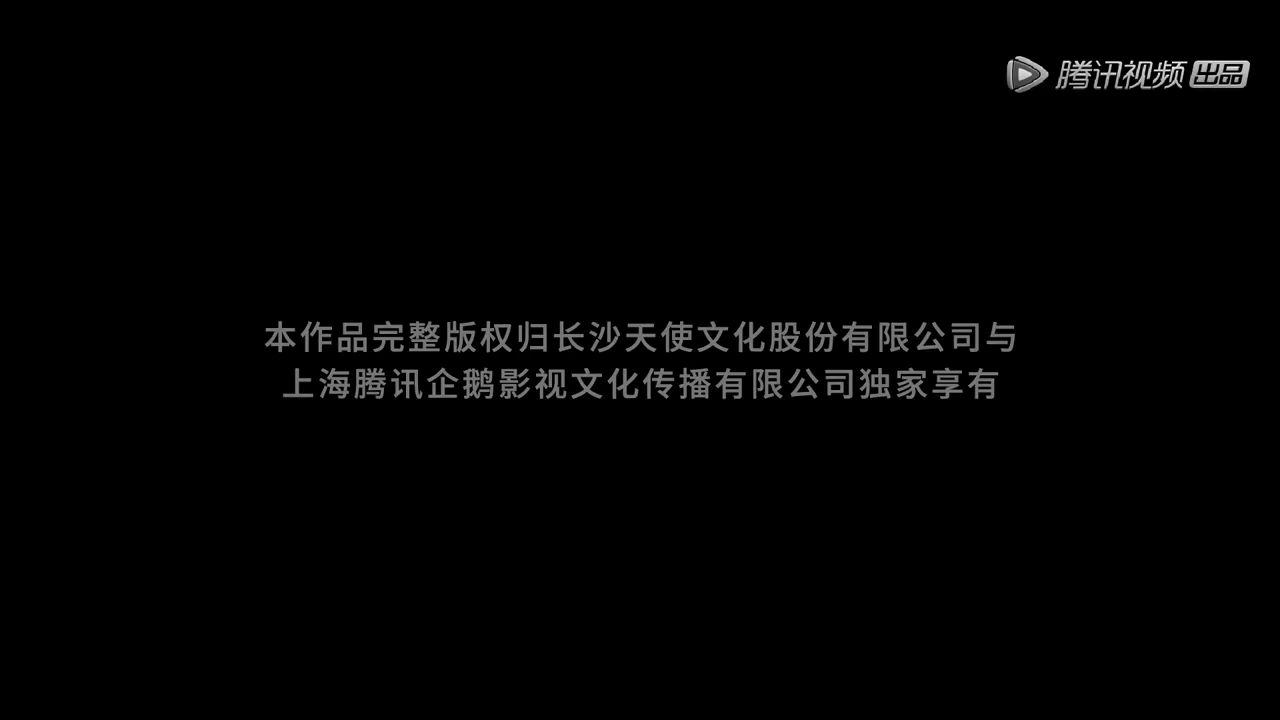 腾讯视频 出品
本作品完整版权归长沙天使文化股份有限公司与
上海腾讯企鹅影视文化传播有限公司独家享有